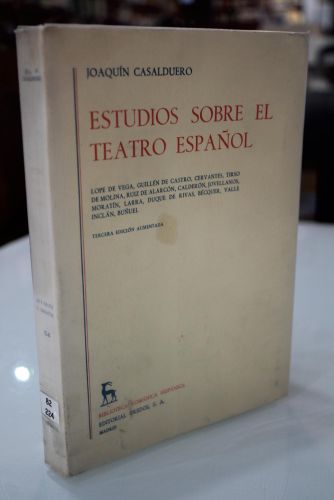 JOAQUÍN CASALDUERO
ESTUDIOS SOBRE EL
TEATRO ESPAÑOL
LOPE DE VEGA, GUILLÉN DE CASTRO, CERVANTES, TIRSO
DE MOLINA, RUIZ DE ALARCÓN, CALDERÓN, JOVELLANOS,
MORATÍN, LARRA, DUQUE DE RIVAS, BÉCQUER, VALLE
INCLÁN, BUÑUEL
TERCERA EDICIÓN AUMENTADA
BIBLIOTECA ROMÁNICA HISPÁNICA
EDITORIAL GREDOS, S. A.
MADRID
82
224